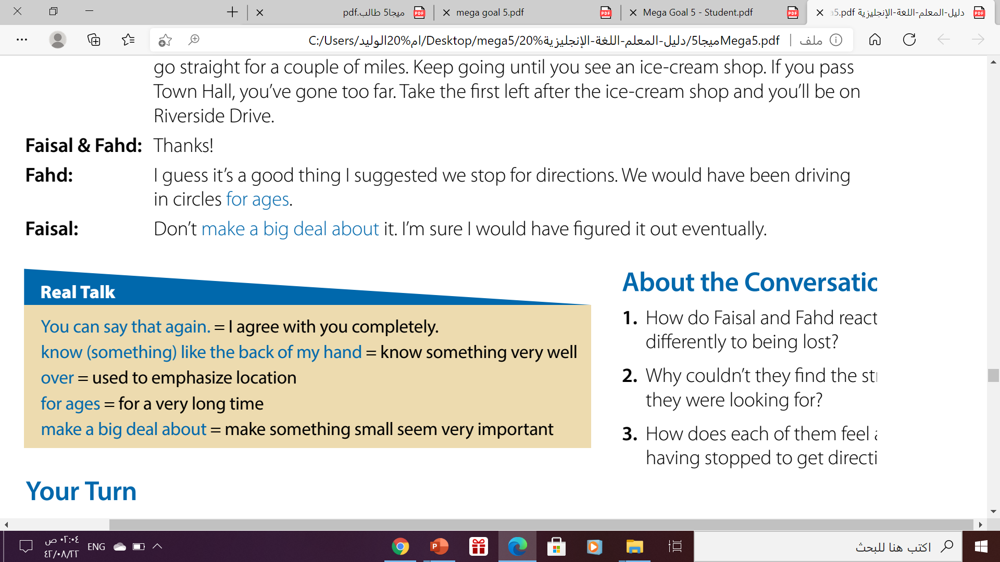 ميجا5 طالب.pdf
mega goal 5.pdf
Mega Goal 5 - Student.pdf
دليل-المعلم-اللغة-الإنجليزية
a5.pdf
C:/Users/ام%20الوليد/Desktop/mega5/20%دليل-المعلم-اللغة-الإنجليزية/ميجا5Mega5.pdf
ملف
go straight for a couple of miles. Keep going until you see an ice-cream shop. If you pass
Town Hall, you’ve gone too far. Take the first left after the ice-cream shop and you’ll be on
Riverside Drive.
Faisal & Fahd: Thanks!
Fahd: I guess it’s a good thing I suggested we stop for directions. We would have been driving
in circles for ages.
Faisal: Don’t make a big deal about it. I’m sure I would have figured it out eventually.
Real Talk
You can say that again. = I agree with you completely.
know (something) like the back of my hand = know something very well
over = used to emphasize location
for ages = for a very long time
make a big deal about = make something small seem very important
About the Conversatio
1. How do Faisal and Fahd react
differently to being lost?
2. Why couldn’t they find the str
they were looking for?
3. How does each of them feel a
having stopped to get directi
Your Turn
٠٢:٠٤ ص
٤٢/٠٨/٢٢
ENG
اكتب هنا للبحث